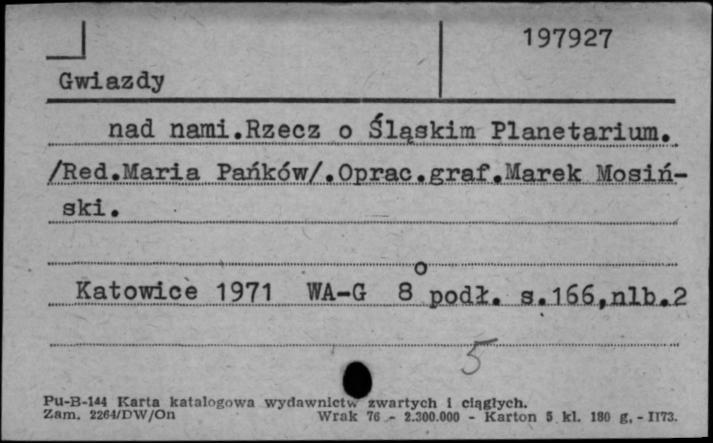 197927
Gwiazdy
nad nami.Rzecz o Śląskim Planetarium.
/Red.Maria Pańków/.Oprac.graf.Marek Mosiń-
ski.
Katowice 1971 WA-G 8° podł. s.166,nlb.2
5
Pu-B-144 Karta katalogowa wydawnictw zwartych i ciągłych.
Zam. 2264/DW/On Wrak 76 - 2.300.000 - Karton 5 kl. 180 g. - II73.